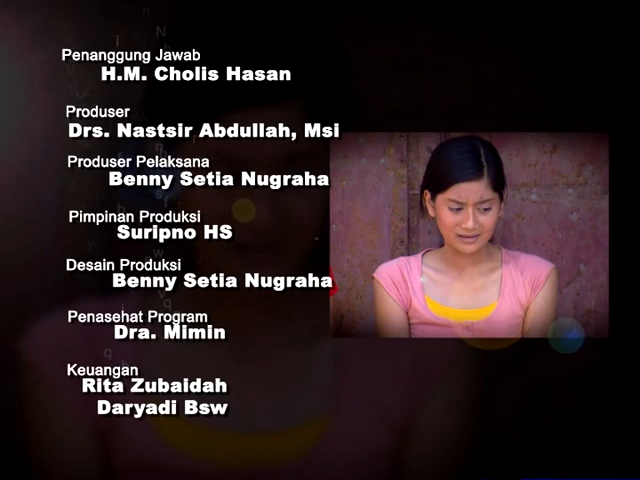 Penanggung Jawab
H.M. Cholis Hasan
Produser
Drs. Nastsir Abdullah, Msi
Produser Pelaksana
Benny Setia Nugraha
Pimpinan Produksi
Suripno HS
Desain Produksi
Benny Setia Nugraha
Penasehat Program
Dra. Mimin
Keuangan
Rita Zubaidah
Daryadi Bsw